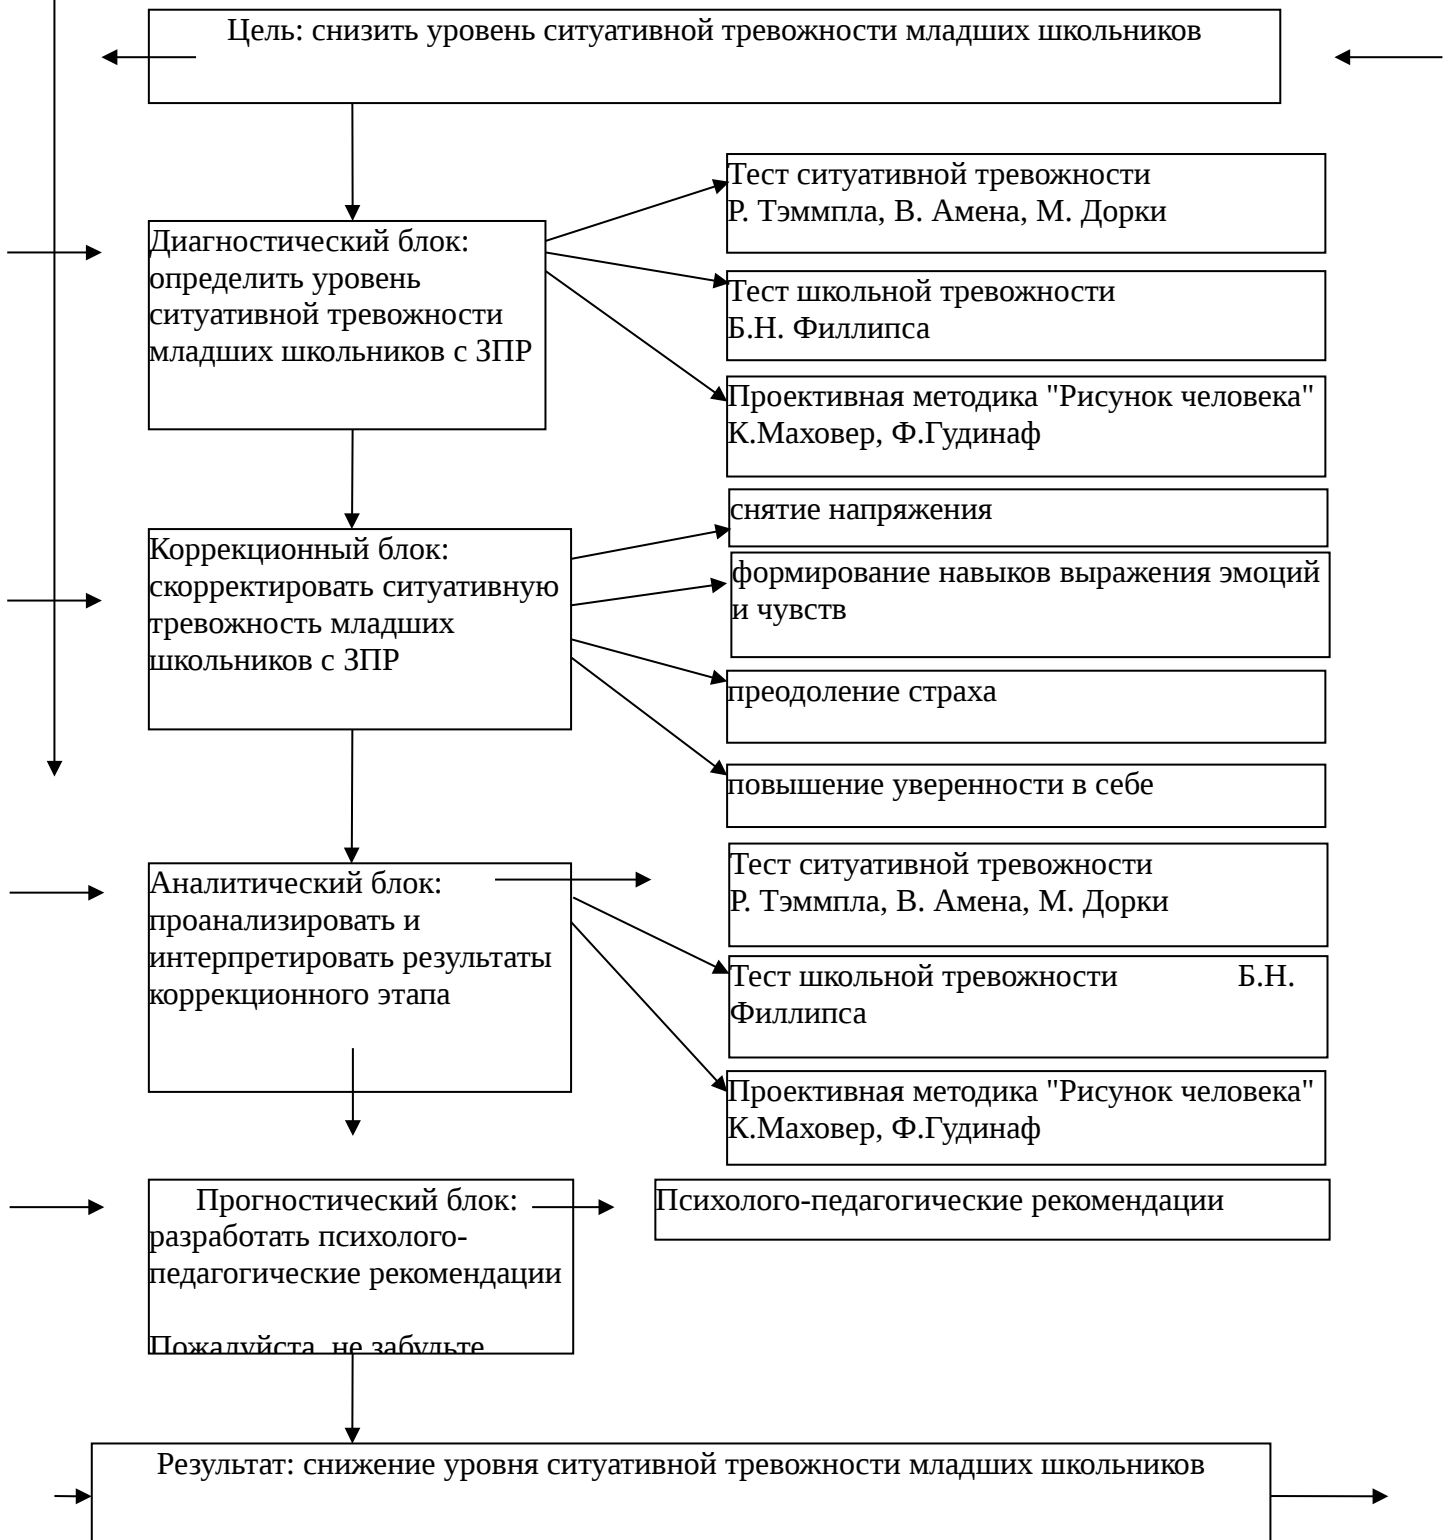 Цель: снизить уровень ситуативной тревожности младших школьников
Тест ситуативной тревожности
Р. Тэммпла, В. Амена, М. Дорки
Диагностический блок:
определить уровень
ситуативной тревожности
младших школьников с ЗПР
Тест школьной тревожности
Б.Н. Филлипса
Проективная методика "Рисунок человека"
К.Маховер, Ф.Гудинаф
снятие напряжения
Коррекционный блок:
скорректировать ситуативную
тревожность младших
школьников с ЗПР
формирование навыков выражения эмоций
и чувств
преодоление страха
повышение уверенности в себе
Аналитический блок:
проанализировать и
интерпретировать результаты
коррекционного этапа
Тест ситуативной тревожности
Р. Тэммпла, В. Амена, М. Дорки
Тест школьной тревожности Б.Н.
Филлипса
Проективная методика "Рисунок человека"
К.Маховер, Ф.Гудинаф
Прогностический блок:
разработать психолого-
педагогические рекомендации
Пожалуйста, не забудьте
Психолого-педагогические рекомендации
Результат: снижение уровня ситуативной тревожности младших школьников